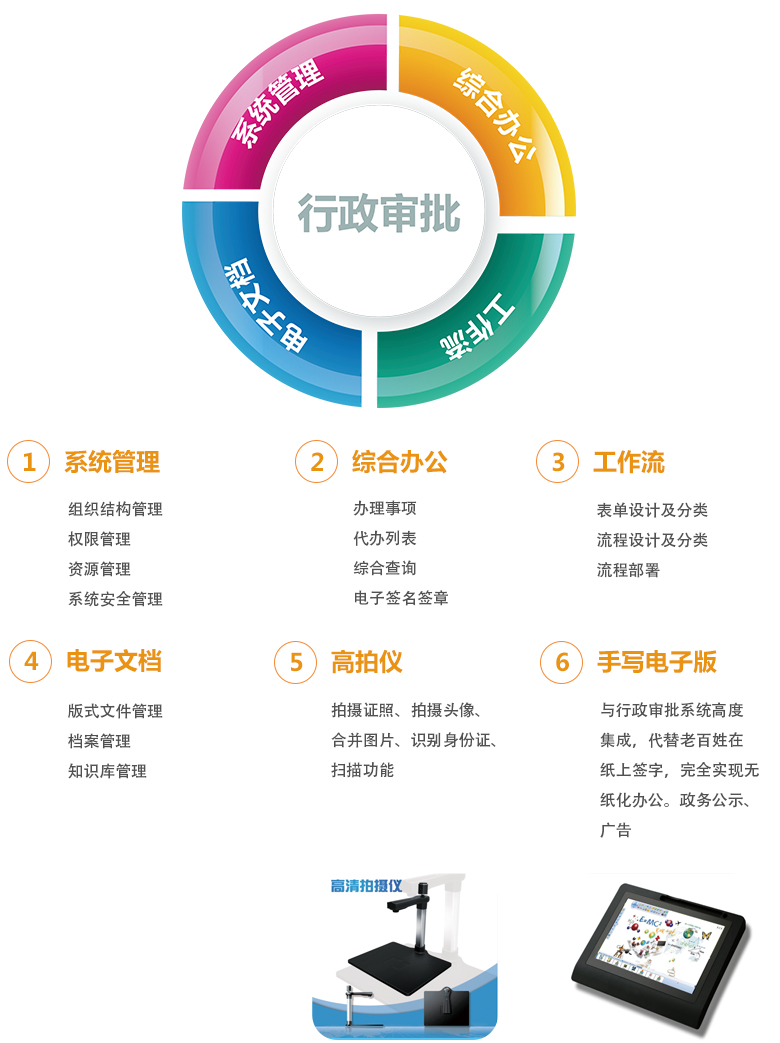 系统管理
综合办公
行政审批
电子文档
工作流
1 系统管理
组织结构管理
权限管理
资源管理
系统安全管理
2 综合办公
办理事项
代办列表
综合查询
电子签名签章
3 工作流
表单设计及分类
流程设计及分类
流程部署
4 电子文档
版式文件管理
档案管理
知识库管理
5 高拍仪
拍摄证照、拍摄头像、
合并图片、识别身份证、
扫描功能
6 手写电子版
与行政审批系统高度
集成，代替老百姓在
纸上签字，完全实现无
纸化办公。政务公示、
广告
高清拍摄仪
E=MC²